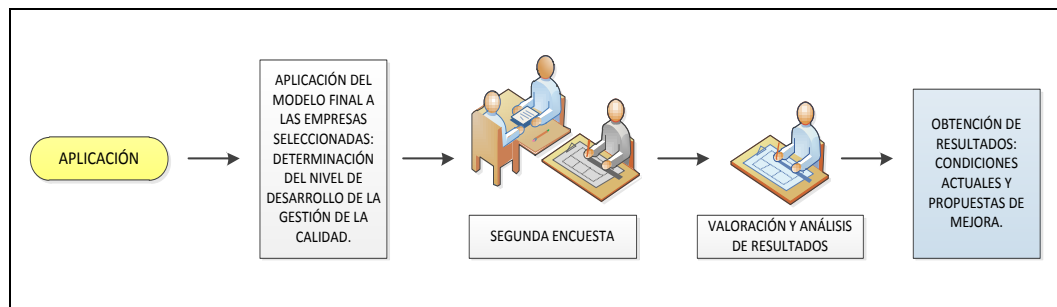 APLICACIÓN
APLICACIÓN DEL
MODELO FINAL A
LAS EMPRESAS
SELECCIONADAS:
DETERMINACIÓN
DEL NIVEL DE
DESARROLLO DE LA
GESTIÓN DE LA
CALIDAD.
SEGUNDA ENCUESTA
VALORACIÓN Y ANÁLISIS
DE RESULTADOS
OBTENCIÓN DE
RESULTADOS:
CONDICIONES
ACTUALES Y
PROPUESTAS DE
MEJORA.